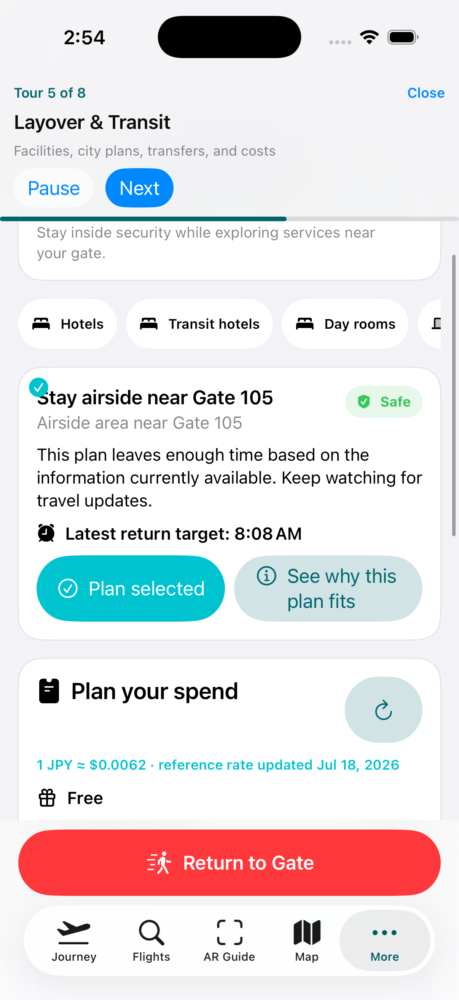 2:54
Tour 5 of 8
Close
Layover & Transit
Facilities, city plans, transfers, and costs
Pause
Next
Stay inside security while exploring services near
your gate.
Hotels
Transit hotels
Day rooms
Stay airside near Gate 105
Safe
Airside area near Gate 105
This plan leaves enough time based on the
information currently available. Keep watching for
travel updates.
Latest return target: 8:08 AM
Plan selected
See why this
plan fits
Plan your spend
1 JPY ≈ $0.0062 · reference rate updated Jul 18, 2026
Free
Return to Gate
Journey
Flights
AR Guide
Map
More